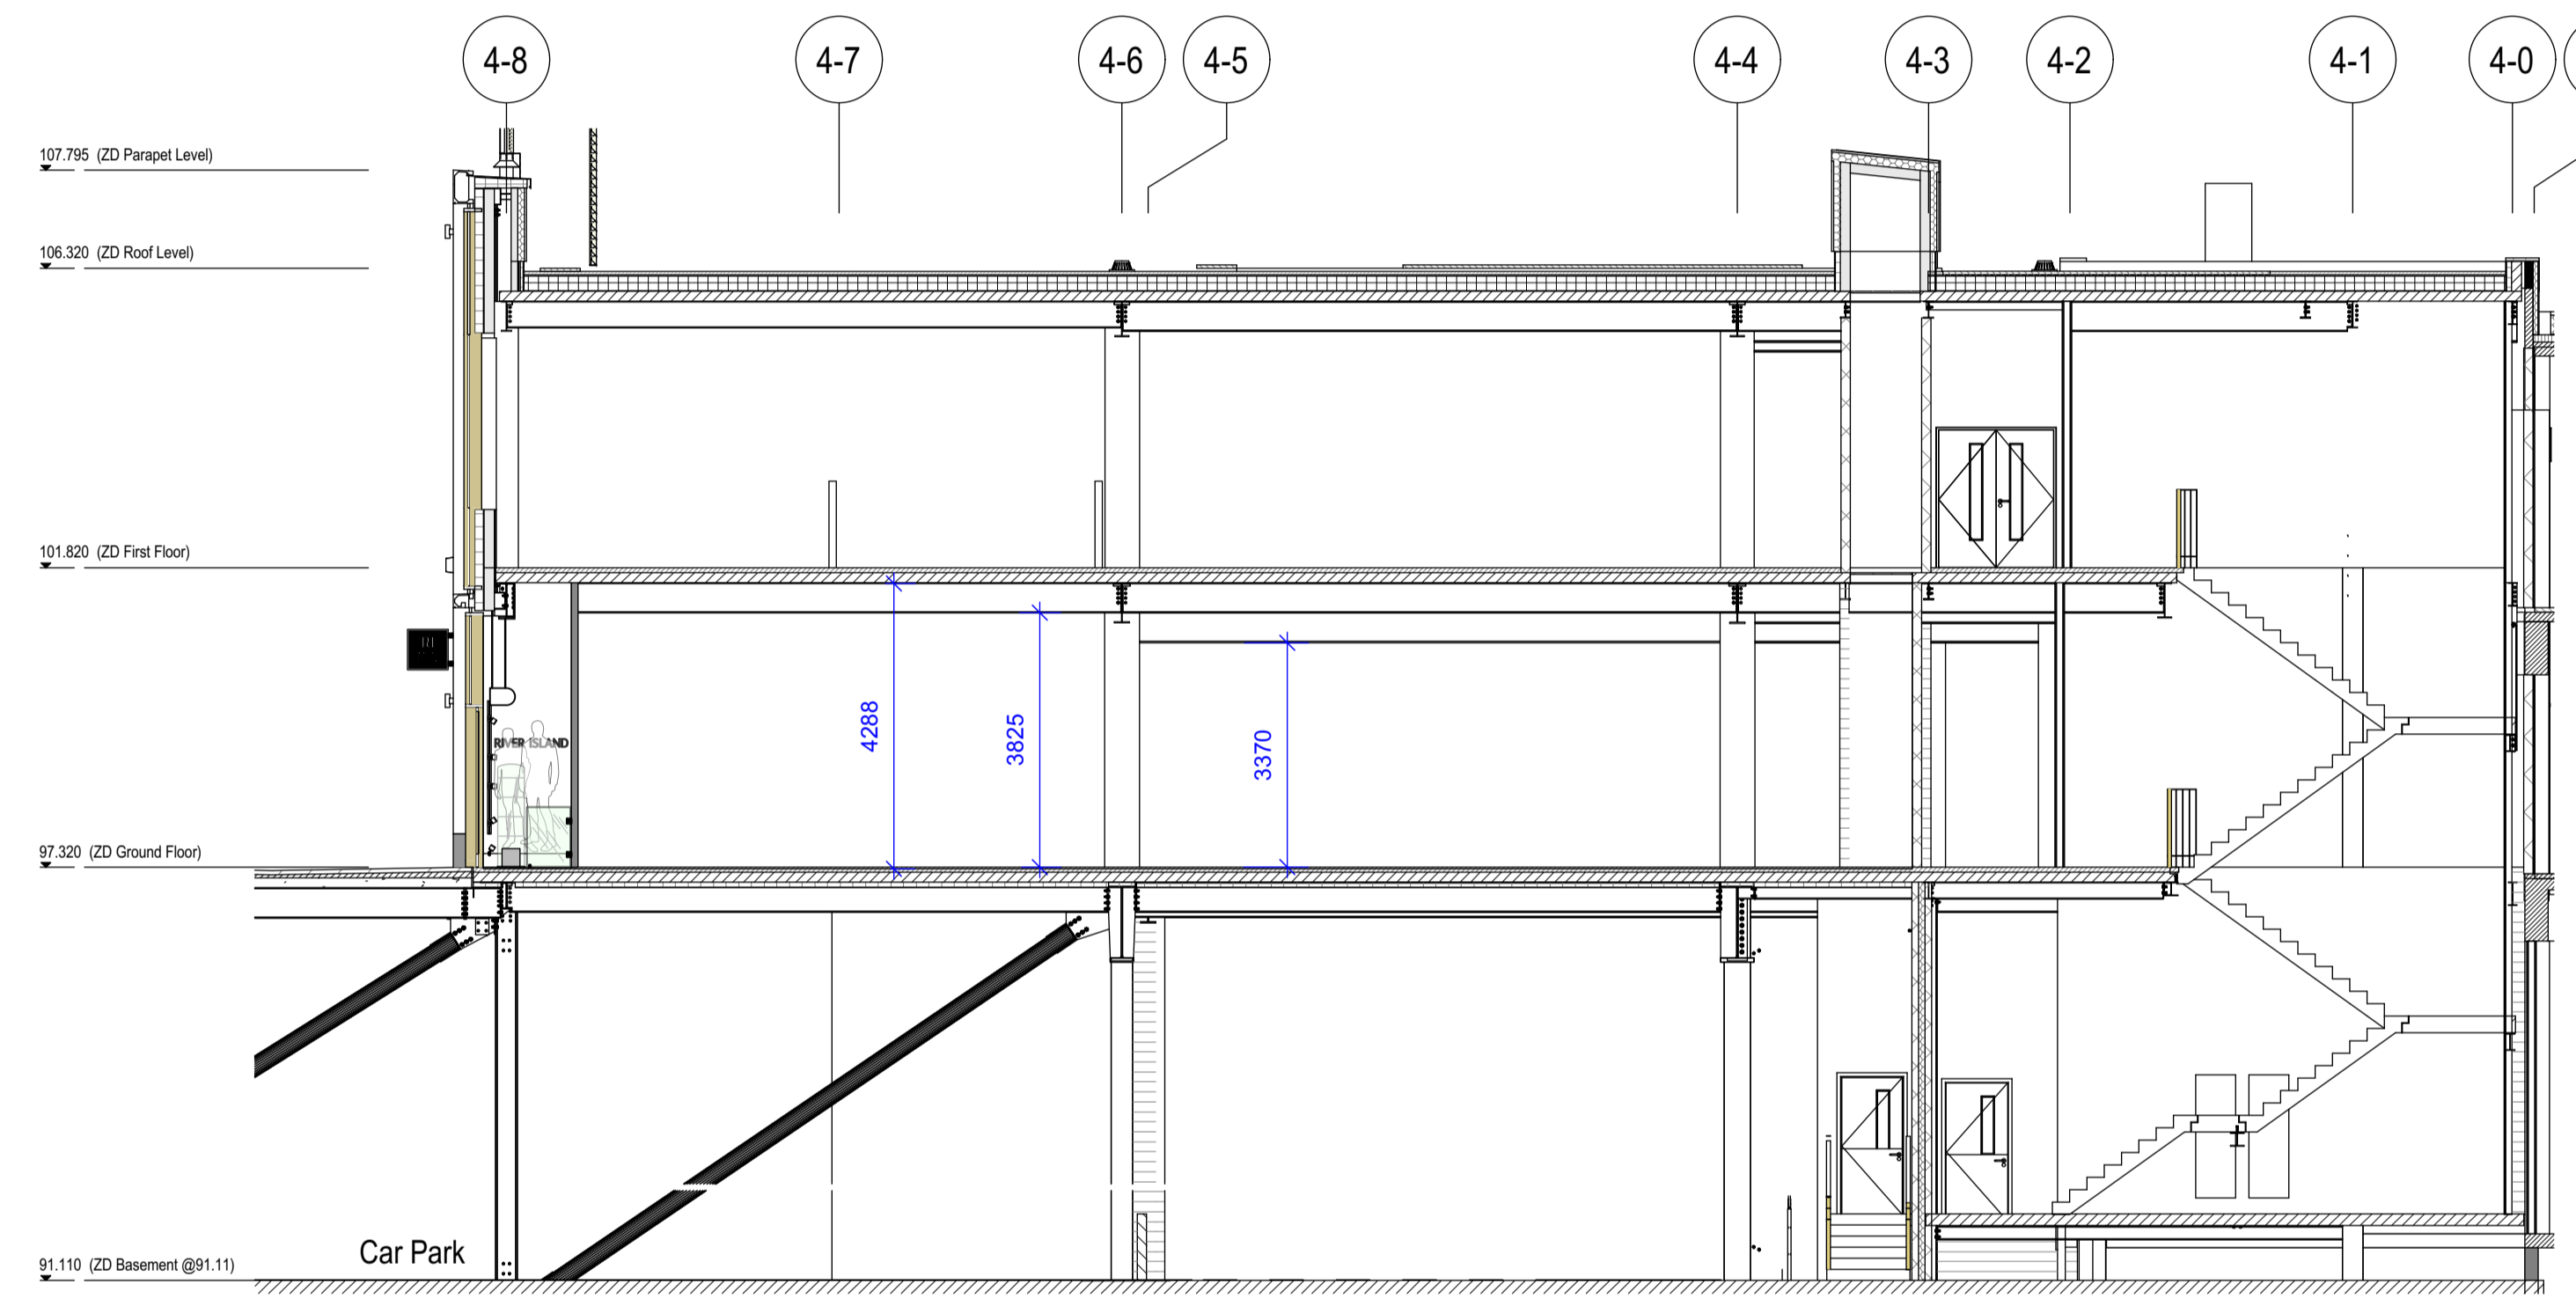 4-8
4-7
4-6
4-5
4-4
4-3
4-2
4-1
4-0
107.795 (ZD Parapet Level)
106.320 (ZD Roof Level)
101.820 (ZD First Floor)
RIVER ISLAND
4288
3825
3370
97.320 (ZD Ground Floor)
Car Park
91.110 (ZD Basement @91.11)